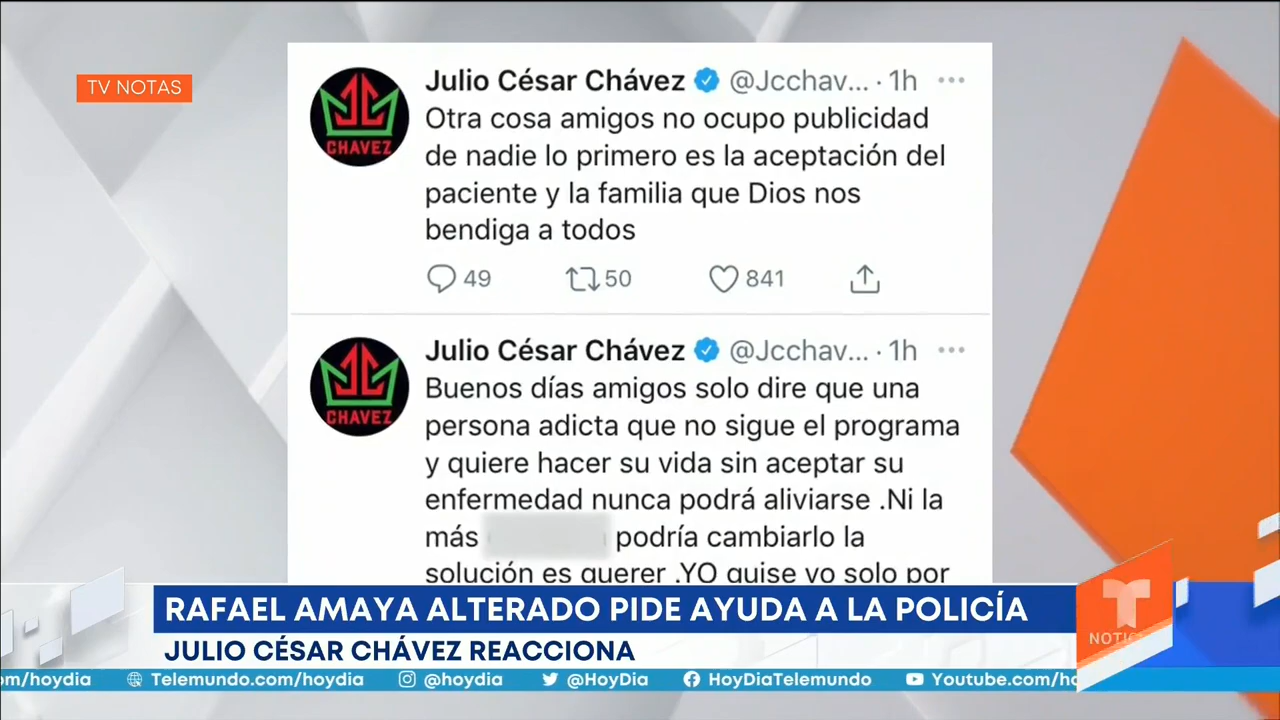 TV NOTAS
CHAVEZ
Julio César Chávez @Jcchav... · 1h
Otra cosa amigos no ocupo publicidad
de nadie lo primero es la aceptación del
paciente y la familia que Dios nos
bendiga a todos
49 50 841
CHAVEZ
Julio César Chávez @Jcchav... · 1h
Buenos días amigos solo dire que una
persona adicta que no sigue el programa
y quiere hacer su vida sin aceptar su
enfermedad nunca podrá aliviarse .Ni la
más podría cambiarlo la
solución es querer .YO quise yo solo por
RAFAEL AMAYA ALTERADO PIDE AYUDA A LA POLICÍA
JULIO CÉSAR CHÁVEZ REACCIONA
T
NOTIC
om/hoydia Telemundo.com/hoydia @hoydia @HoyDia HoyDiaTelemundo Youtube.com/ho